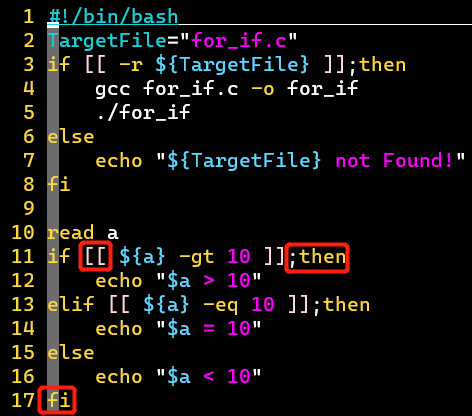 1 #!/bin/bash
2 TargetFile="for_if.c"
3 if [[ -r ${TargetFile} ]];then
4     gcc for_if.c -o for_if
5     ./for_if
6 else
7     echo "${TargetFile} not Found!"
8 fi
9
10 read a
11 if [[ ${a} -gt 10 ]];then
12     echo "$a > 10"
13 elif [[ ${a} -eq 10 ]];then
14     echo "$a = 10"
15 else
16     echo "$a < 10"
17 fi